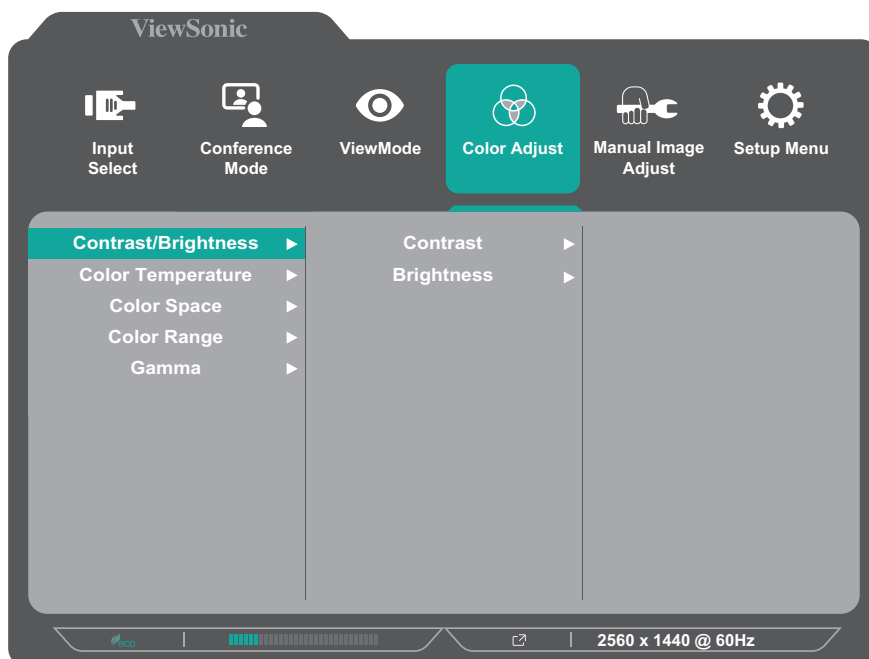 ViewSonic
Input
Select
Conference
Mode
ViewMode
Color Adjust
Manual Image
Adjust
Setup Menu
Contrast/Brightness
Color Temperature
Color Space
Color Range
Gamma
Contrast
Brightness
eco
2560 x 1440 @ 60Hz